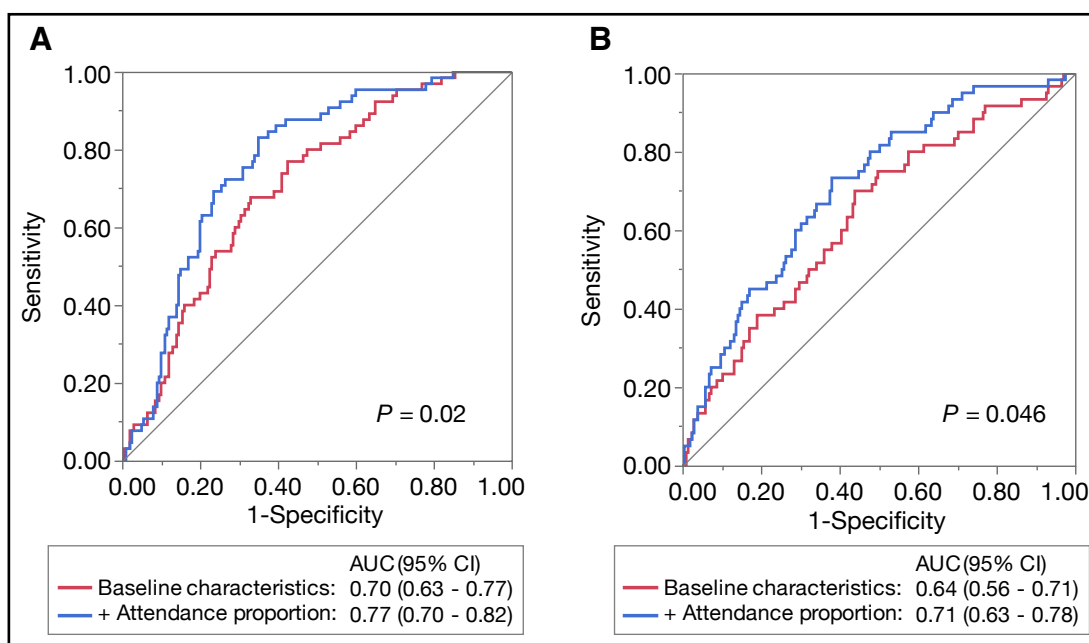 A
1.00
0.80
0.60
0.40
0.20
0.00
Sensitivity
P = 0.02
0.00 0.20 0.40 0.60 0.80 1.00
1-Specificity
AUC (95% CI)
Baseline characteristics: 0.70 (0.63 - 0.77)
+ Attendance proportion: 0.77 (0.70 - 0.82)
B
1.00
0.80
0.60
0.40
0.20
0.00
Sensitivity
P = 0.046
0.00 0.20 0.40 0.60 0.80 1.00
1-Specificity
AUC (95% CI)
Baseline characteristics: 0.64 (0.56 - 0.71)
+ Attendance proportion: 0.71 (0.63 - 0.78)